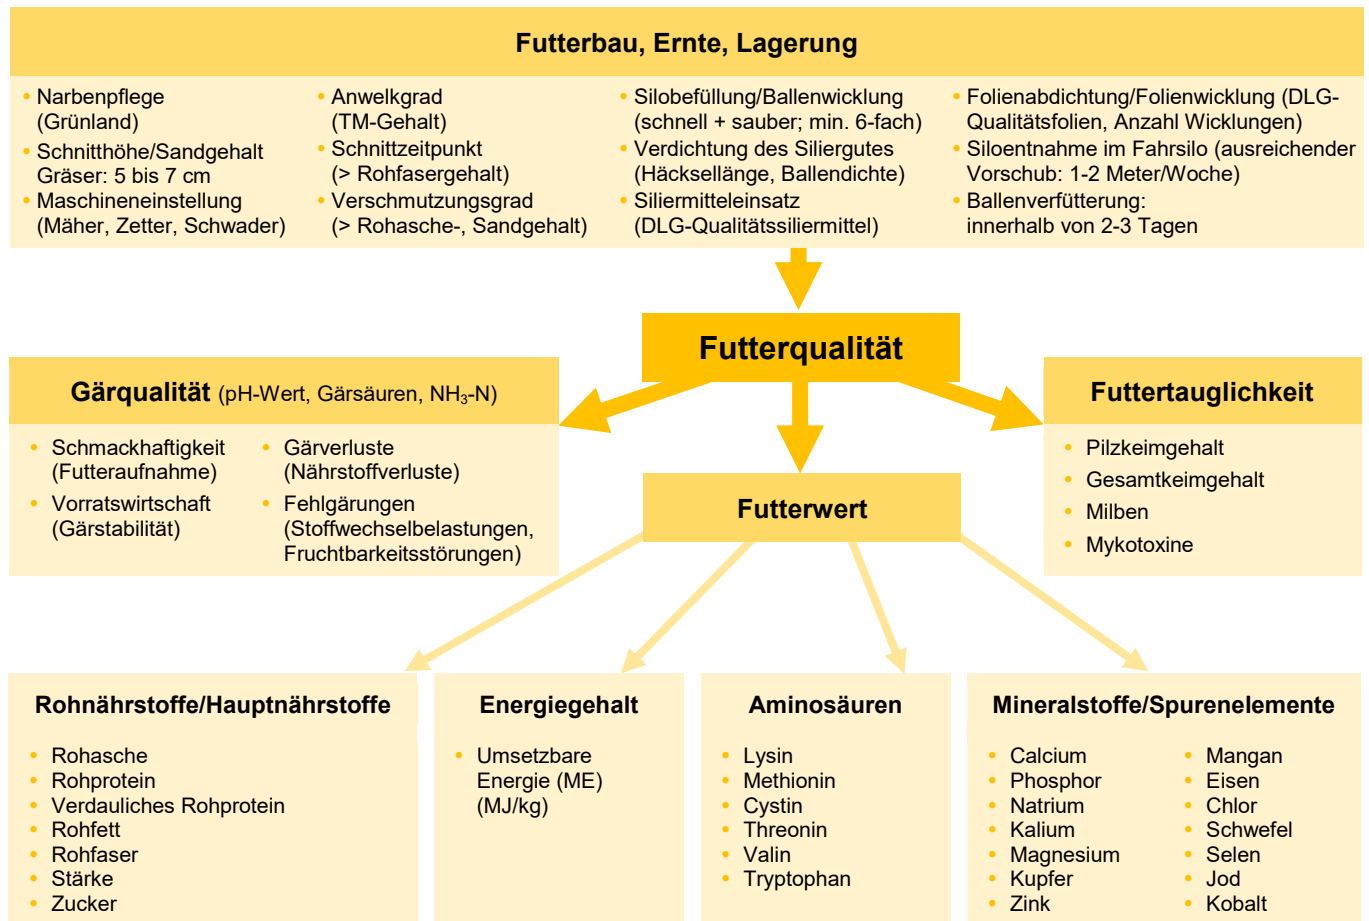 Futterbau, Ernte, Lagerung
• Narbenpflege
(Grünland)
• Schnitthöhe/Sandgehalt
Gräser: 5 bis 7 cm
• Maschineneinstellung
(Mäher, Zetter, Schwader)
• Anwelkgrad
(TM-Gehalt)
• Schnittzeitpunkt
(> Rohfasergehalt)
• Verschmutzungsgrad
(> Rohasche-, Sandgehalt)
• Silobefüllung/Ballenwicklung
(schnell + sauber; min. 6-fach)
• Verdichtung des Siliergutes
(Häcksellänge, Ballendichte)
• Siliermitteleinsatz
(DLG-Qualitätssiliermittel)
• Folienabdichtung/Folienwicklung (DLG-
Qualitätsfolien, Anzahl Wicklungen)
• Siloentnahme im Fahrsilo (ausreichender
Vorschub: 1-2 Meter/Woche)
• Ballenverfütterung:
innerhalb von 2-3 Tagen
Futterqualität
Gärqualität (pH-Wert, Gärsäuren, NH₃-N)
• Schmackhaftigkeit
(Futteraufnahme)
• Vorratswirtschaft
(Gärstabilität)
• Gärverluste
(Nährstoffverluste)
• Fehlgärungen
(Stoffwechselbelastungen,
Fruchtbarkeitsstörungen)
Futterwert
Futtertauglichkeit
• Pilzkeimgehalt
• Gesamtkeimgehalt
• Milben
• Mykotoxine
Rohnährstoffe/Hauptnährstoffe
• Rohasche
• Rohprotein
• Verdauliches Rohprotein
• Rohfett
• Rohfaser
• Stärke
• Zucker
Energiegehalt
• Umsetzbare
Energie (ME)
(MJ/kg)
Aminosäuren
• Lysin
• Methionin
• Cystin
• Threonin
• Valin
• Tryptophan
Mineralstoffe/Spurenelemente
• Calcium
• Phosphor
• Natrium
• Kalium
• Magnesium
• Kupfer
• Zink
• Mangan
• Eisen
• Chlor
• Schwefel
• Selen
• Jod
• Kobalt